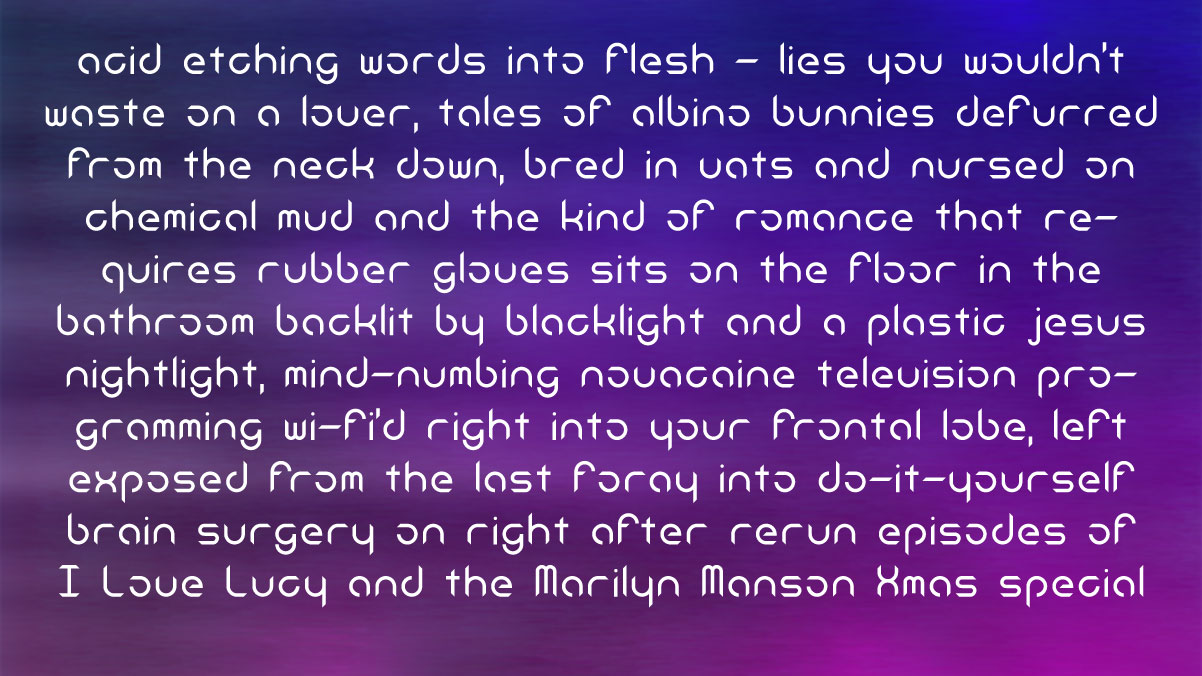 acid etching words into flesh - lies you wouldn't
waste on a lover, tales of albino bunnies defurred
from the neck down, bred in vats and nursed on
chemical mud and the kind of romance that re-
quires rubber gloves sits on the floor in the
bathroom backlit by blacklight and a plastic jesus
nightlight, mind-numbing novacaine television pro-
gramming wi-fi'd right into your frontal lobe, left
exposed from the last foray into do-it-yourself
brain surgery on right after rerun episodes of
I Love Lucy and the Marilyn Manson Xmas special